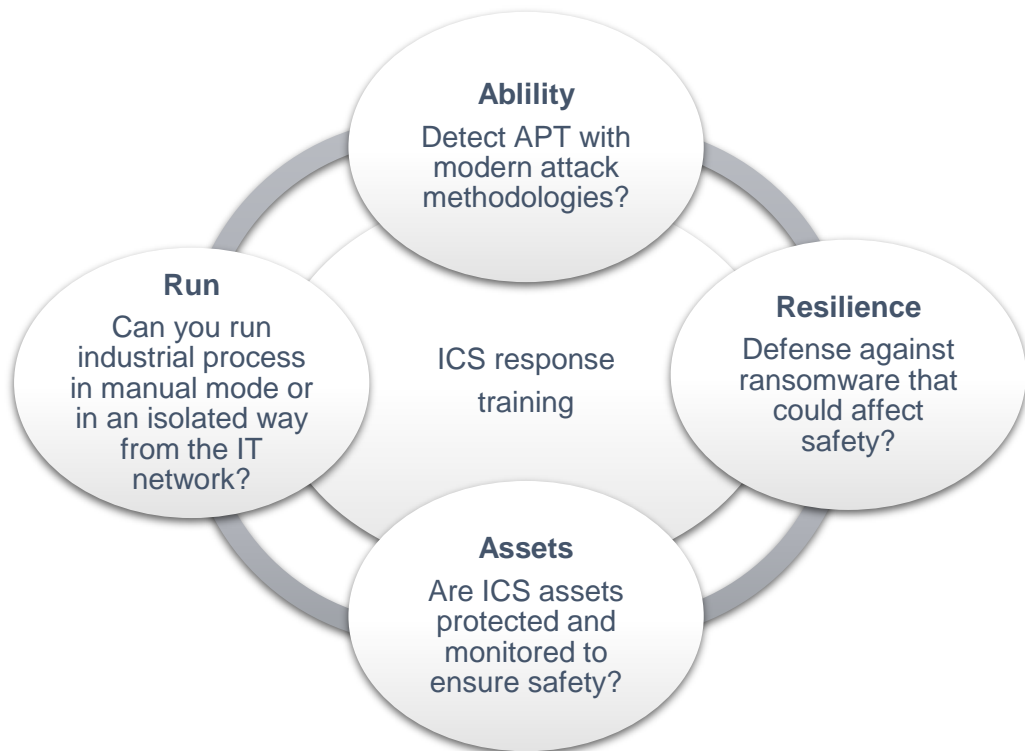 Ablility
Detect APT with
modern attack
methodologies?
Run
Can you run
industrial process
in manual mode or
in an isolated way
from the IT
network?
ICS response
training
Resilience
Defense against
ransomware that
could affect
safety?
Assets
Are ICS assets
protected and
monitored to
ensure safety?